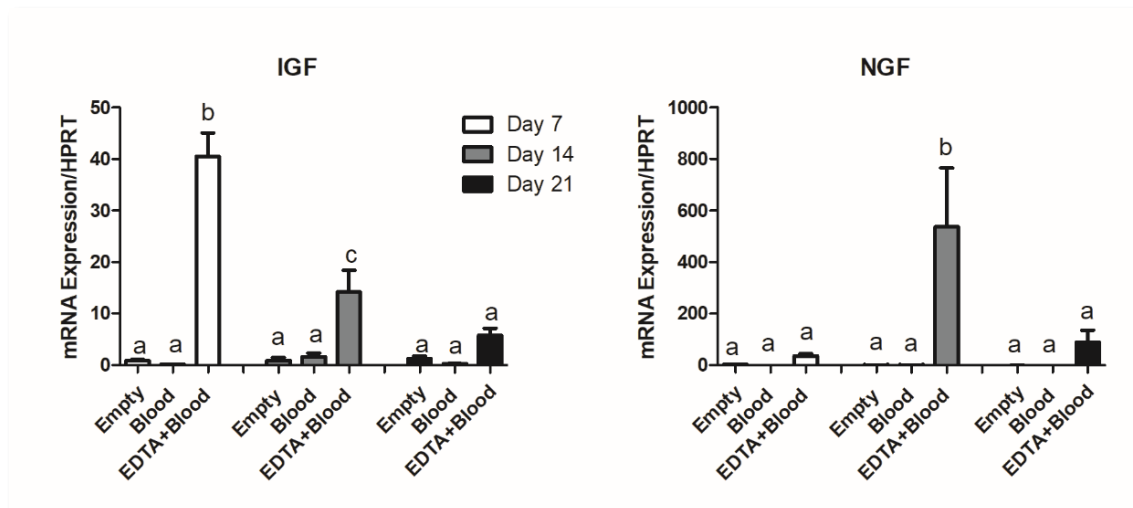 IGF
mRNA Expression/HPRT
50
40
30
20
10
0
a
a
b
a
a
c
a
a
a
Empty
Blood
EDTA+Blood
Empty
Blood
EDTA+Blood
Empty
Blood
EDTA+Blood
Day 7
Day 14
Day 21
NGF
mRNA Expression/HPRT
1000
800
600
400
200
0
a
a
a
a
a
b
a
a
a
Empty
Blood
EDTA+Blood
Empty
Blood
EDTA+Blood
Empty
Blood
EDTA+Blood